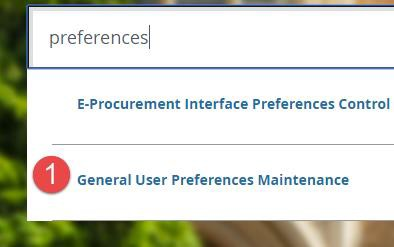 preferences
E-Procurement Interface Preferences Control
1
General User Preferences Maintenance